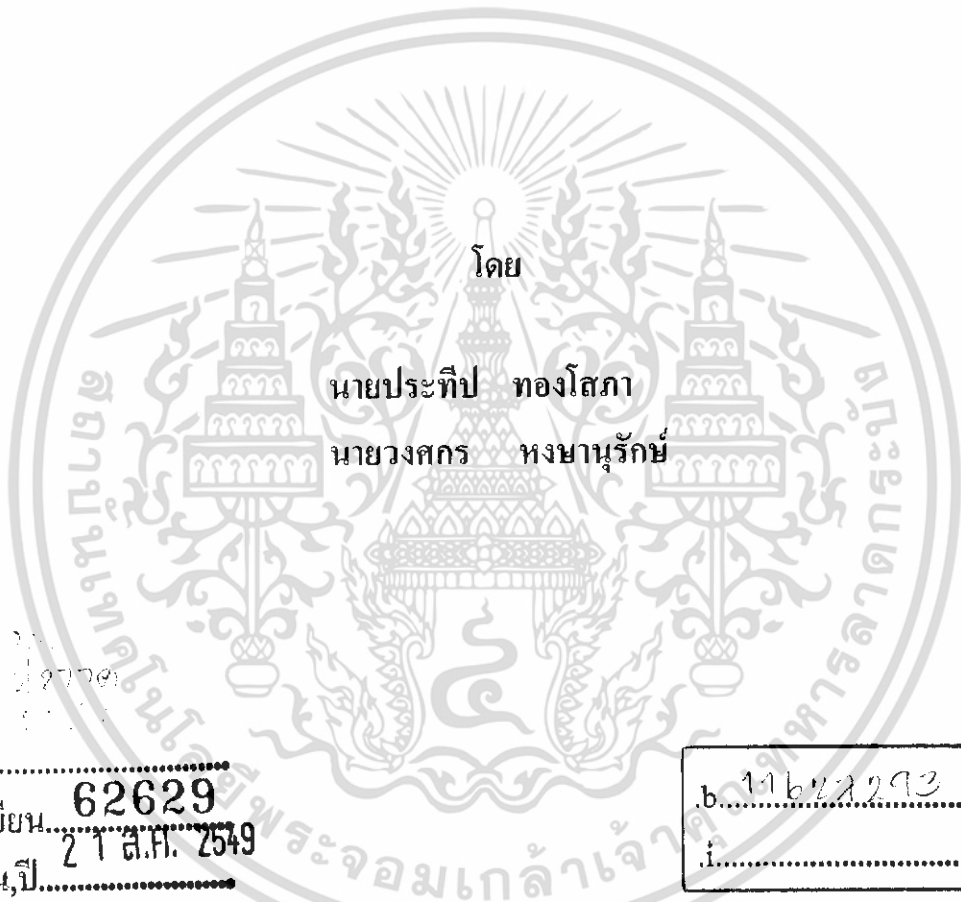 โดย
นายประทีป ทองโสภา
นายวงศกร หงษานุรักษ์
สถาบันเทคโนโลยีพระจอมเกล้าเจ้าคุณทหารลาดกระบัง
62629
21 ส.ค. 2549
น,ปี
.b.
.i.